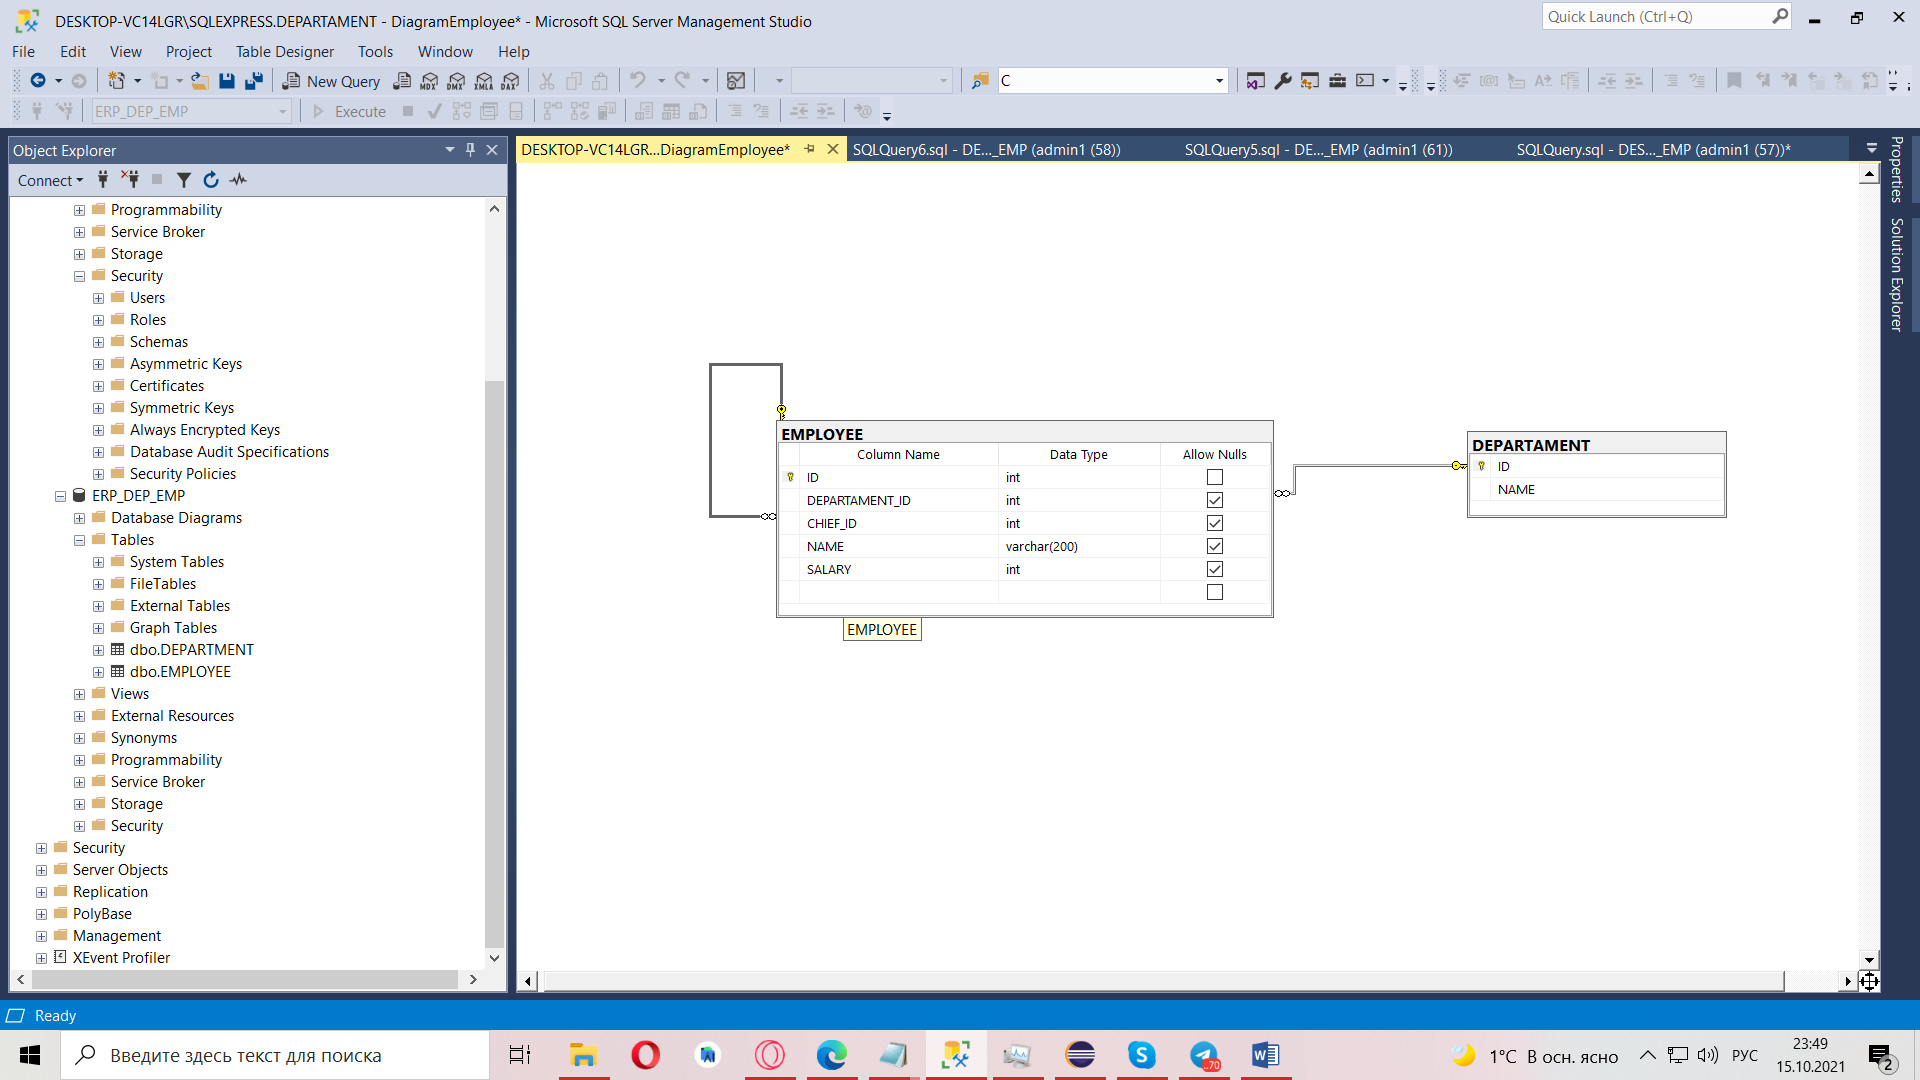 DESKTOP-VC14LGR\SQLEXPRESS.DEPARTAMENT - DiagramEmployee* - Microsoft SQL Server Management Studio
Quick Launch (Ctrl+Q)
File Edit View Project Table Designer Tools Window Help
New Query MDX DMX XMLA DAX C
ERP_DEP_EMP Execute
Object Explorer
Connect
Programmability
Service Broker
Storage
Security
Users
Roles
Schemas
Asymmetric Keys
Certificates
Symmetric Keys
Always Encrypted Keys
Database Audit Specifications
Security Policies
ERP_DEP_EMP
Database Diagrams
Tables
System Tables
FileTables
External Tables
Graph Tables
dbo.DEPARTMENT
dbo.EMPLOYEE
Views
External Resources
Synonyms
Programmability
Service Broker
Storage
Security
Security
Server Objects
Replication
PolyBase
Management
XEvent Profiler
DESKTOP-VC14LGR...DiagramEmployee*
SQLQuery6.sql - DE..._EMP (admin1 (58))
SQLQuery5.sql - DE..._EMP (admin1 (61))
SQLQuery.sql - DES..._EMP (admin1 (57))*
EMPLOYEE
Column Name Data Type Allow Nulls
ID int
DEPARTAMENT_ID int
CHIEF_ID int
NAME varchar(200)
SALARY int
EMPLOYEE
DEPARTAMENT
ID
NAME
Properties
Solution Explorer
Ready
Введите здесь текст для поиска
..70
1°C В осн. ясно
РУС
23:49
15.10.2021
2